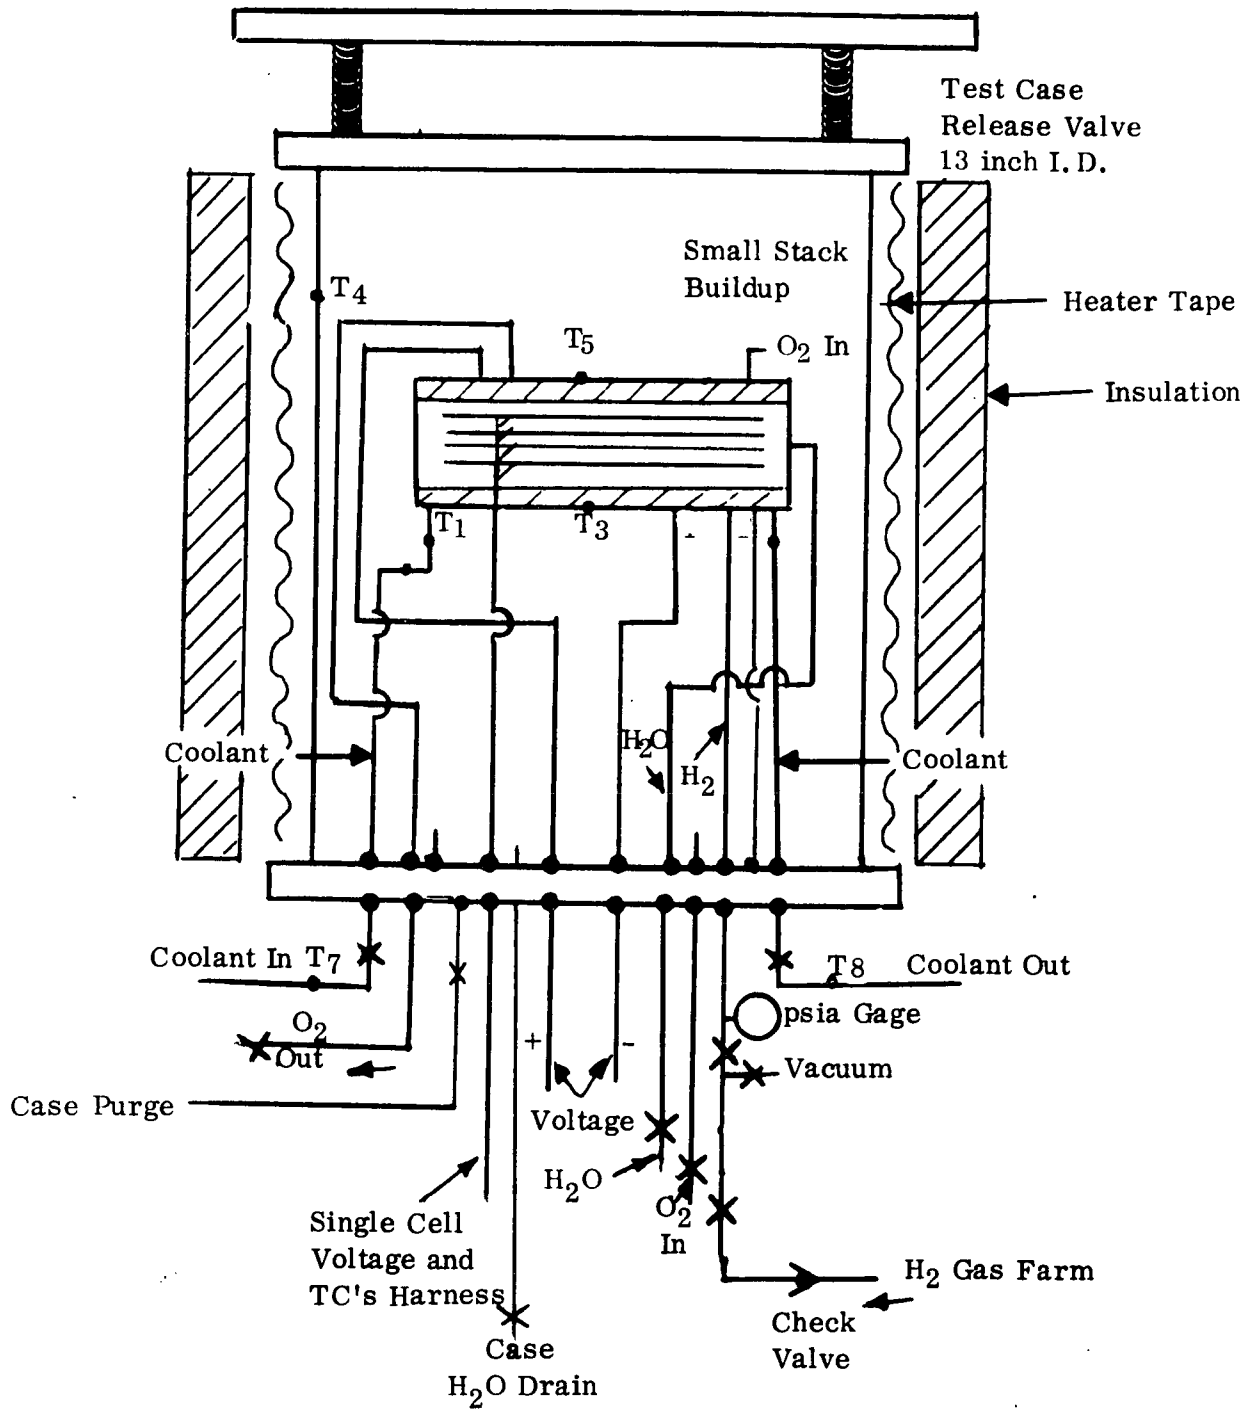 Test Case
Release Valve
13 inch I.D.
Small Stack
Buildup
T4
Heater Tape
T5
O2 In
Insulation
T1
T3
H2O
H2
Coolant
Coolant
Coolant In T7
T8
Coolant Out
O2
Out
psia Gage
+
-
Vacuum
Case Purge
Voltage
H2O
O2
In
Single Cell
Voltage and
TC's Harness
H2 Gas Farm
Check
Valve
Case
H2O Drain